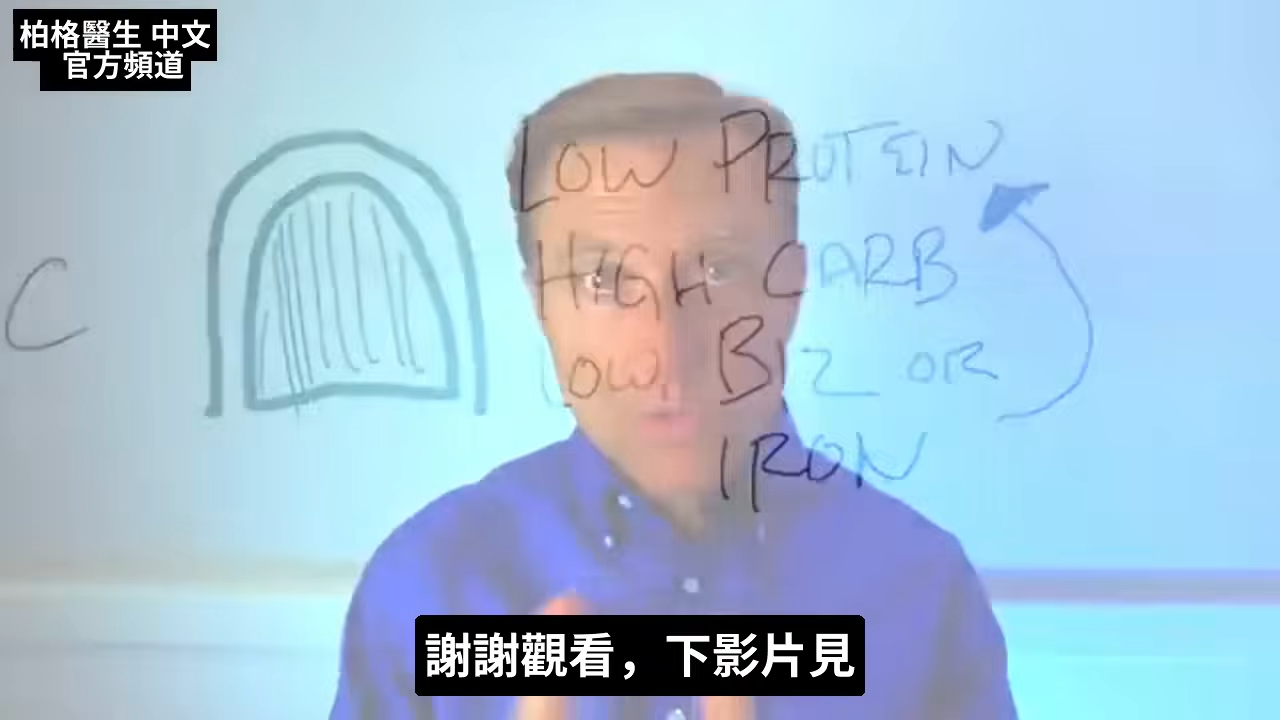 柏格醫生 中文
官方頻道
C
LOW PROTEIN
HIGH CARB
LOW B12 OR
IRON
謝謝觀看，下影片見